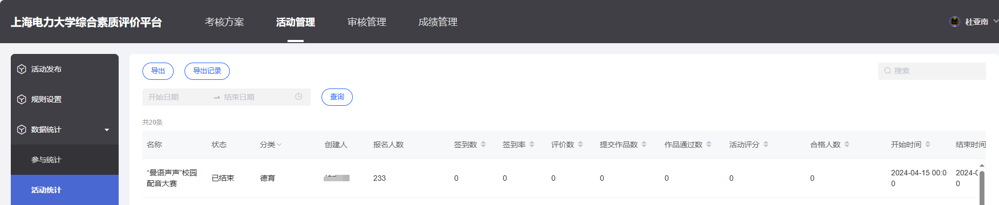 上海电力大学综合素质评价平台 考核方案 活动管理 审核管理 成绩管理 杜亚南
活动发布
规则设置
数据统计
参与统计
活动统计
导出 导出记录 搜索
开始日期 → 结束日期 查询
共20条
名称 状态 分类 创建人 报名人数 签到数 签到率 评价数 提交作品数 作品通过数 活动评分 合格人数 开始时间 结束时间
“曼语声声”校园
配音大赛
已结束 德育 233 0 0 0 0 0 0 0
2024-04-15 00:0
0
2024-0
0